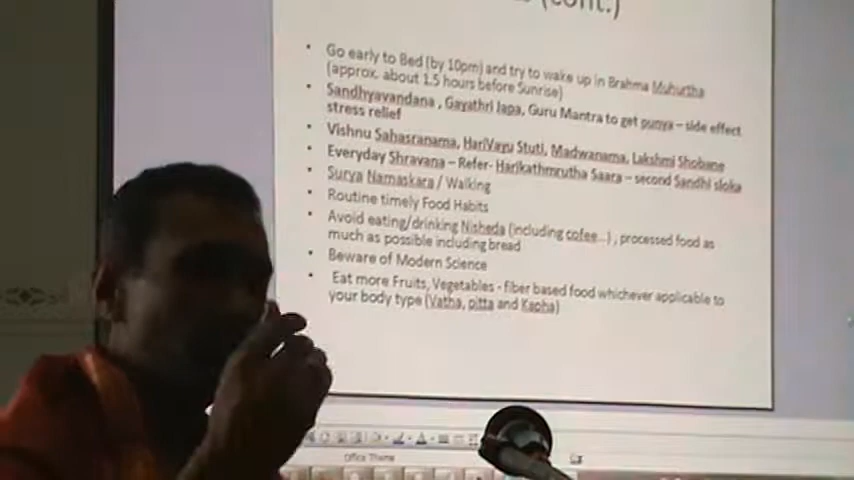 (cont.)
• Go early to Bed (by 10pm) and try to wake up in Brahma Muhurtha
(approx. about 1.5 hours before Sunrise)
• Sandhyavandana , Gayathri Japa, Guru Mantra to get punya – side effect
stress relief
• Vishnu Sahasranama, HariVayu Stuti, Madwanama, Lakshmi Shobane
• Everyday Shravana – Refer- Harikathmrutha Saara – second Sandhi sloka
• Surya Namaskara / Walking
• Routine timely Food Habits
• Avoid eating/drinking Nisheda (including cofee...) , processed food as
much as possible including bread
• Beware of Modern Science
• Eat more Fruits, Vegetables - fiber based food whichever applicable to
your body type (Vatha, pitta and Kapha)
Office Theme